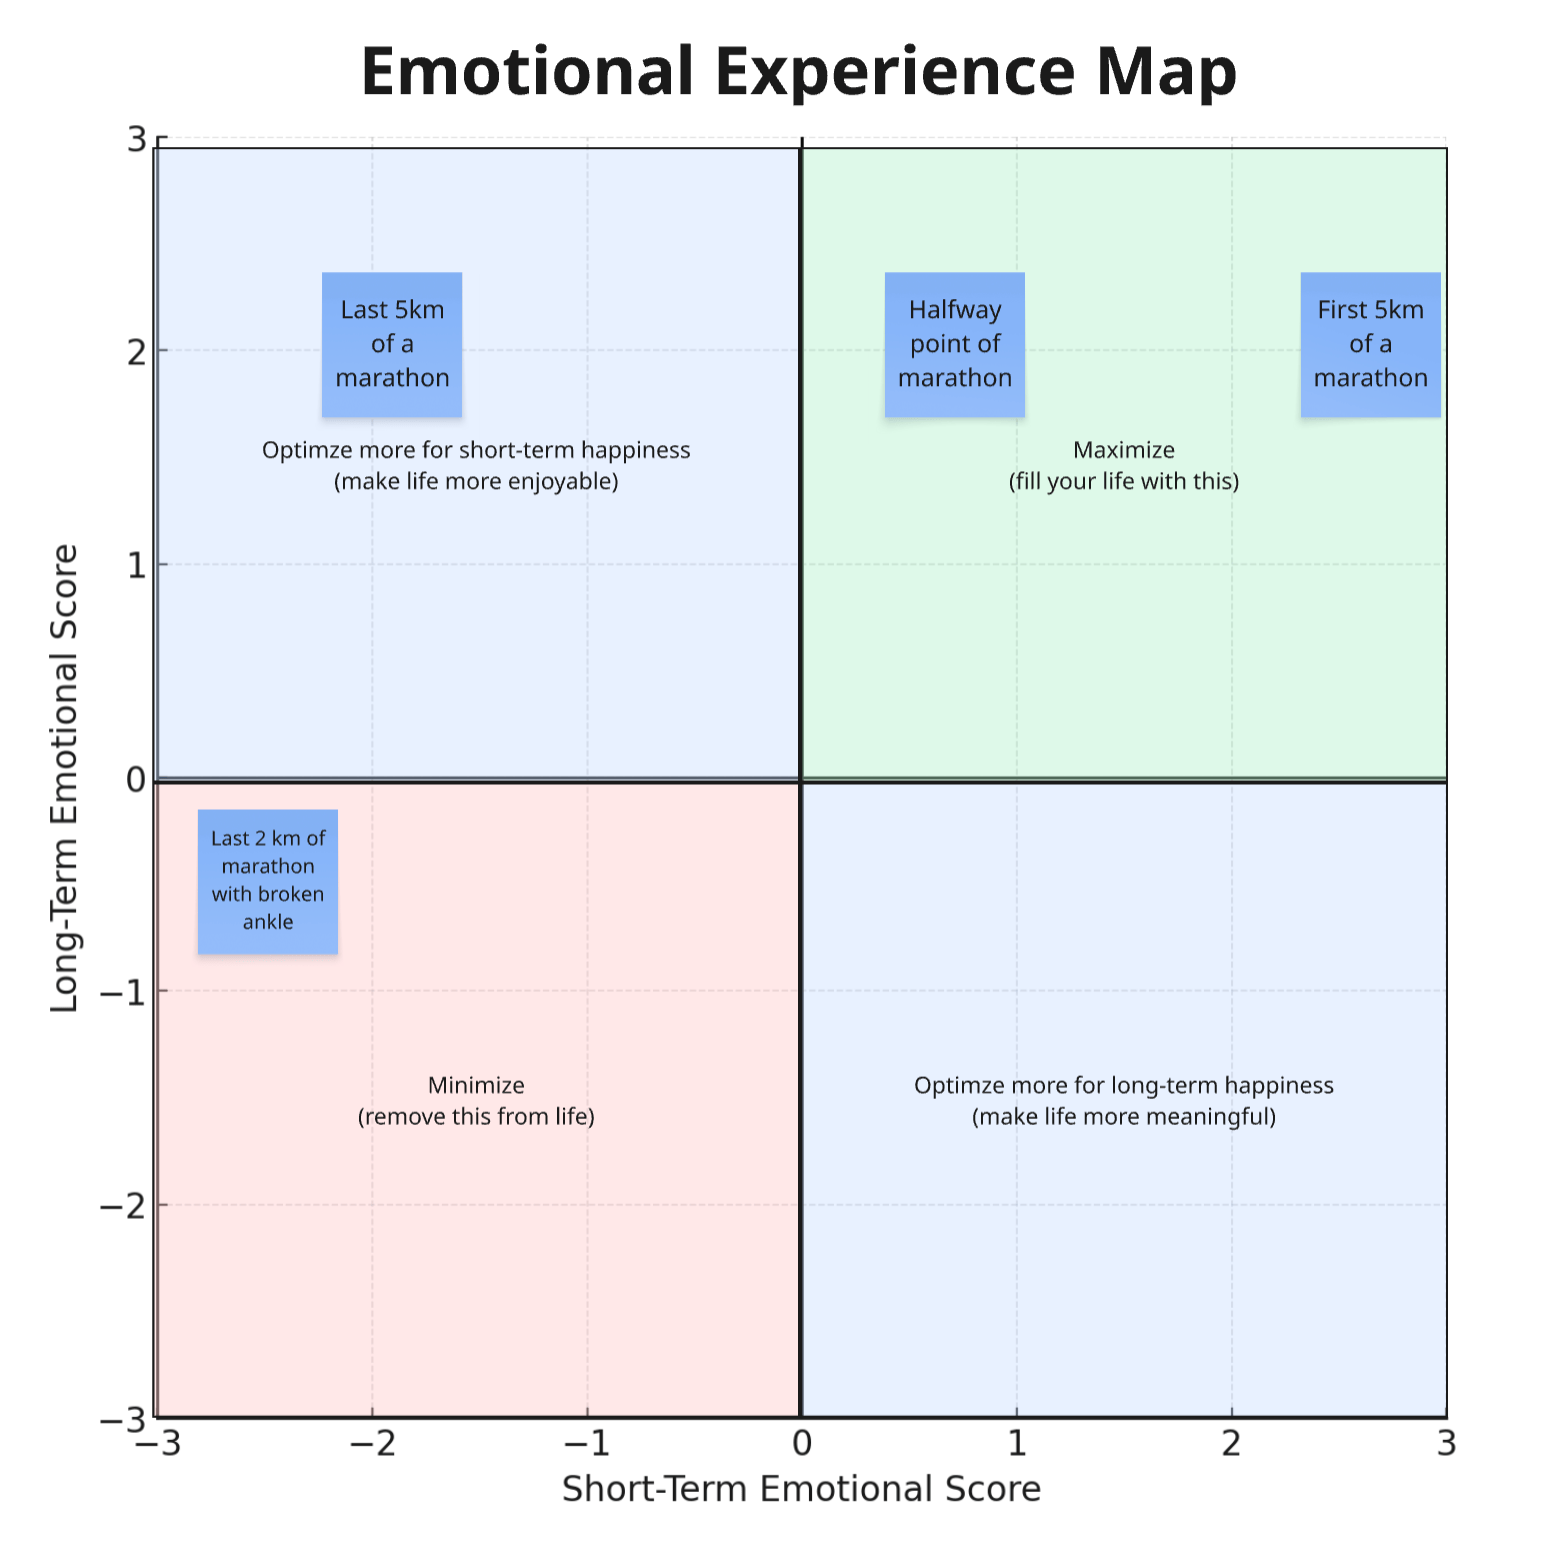 Emotional Experience Map
3
Last 5km
of a
marathon
Halfway
point of
marathon
First 5km
of a
marathon
2
Optimze more for short-term happiness
(make life more enjoyable)
Maximize
(fill your life with this)
1
Long-Term Emotional Score
0
Last 2 km of
marathon
with broken
ankle
−1
Minimize
(remove this from life)
Optimze more for long-term happiness
(make life more meaningful)
−2
−3
−3 −2 −1 0 1 2 3
Short-Term Emotional Score